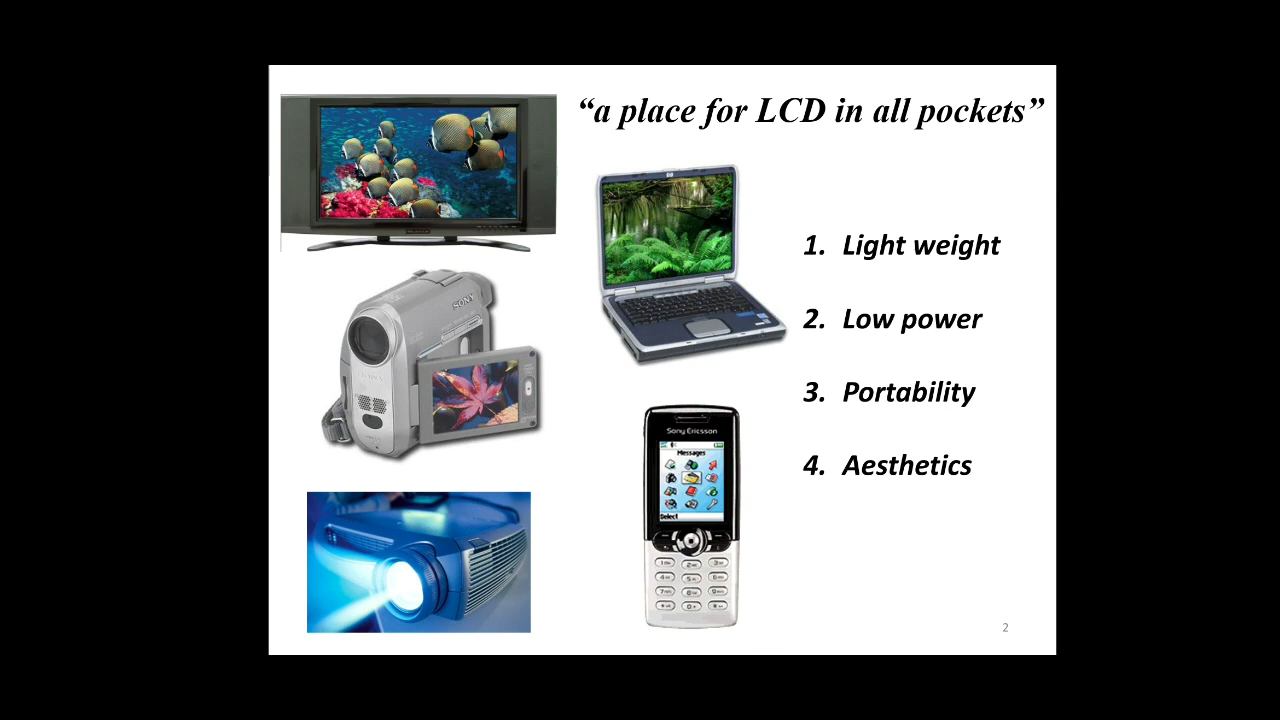 “a place for LCD in all pockets”
hp
1. Light weight
SONY
2. Low power
3. Portability
Sony Ericsson
Messages
4. Aesthetics
Select
2